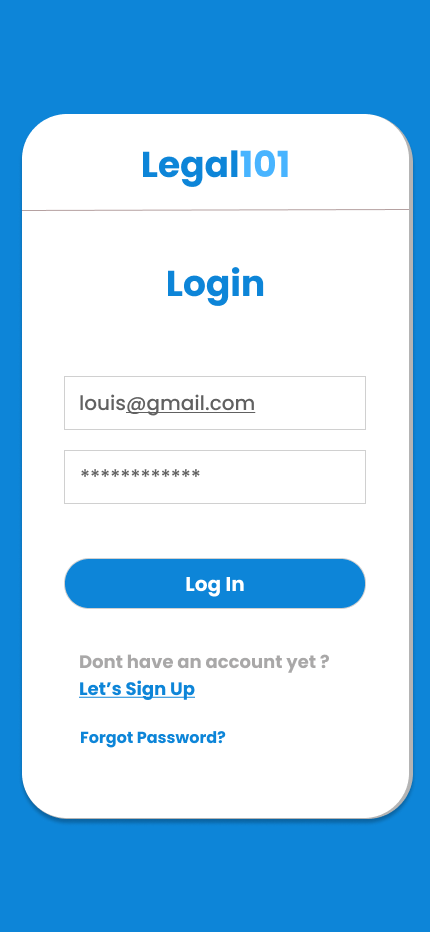 Legal101
Login
louis@gmail.com
************
Log In
Dont have an account yet ?
Let’s Sign Up
Forgot Password?